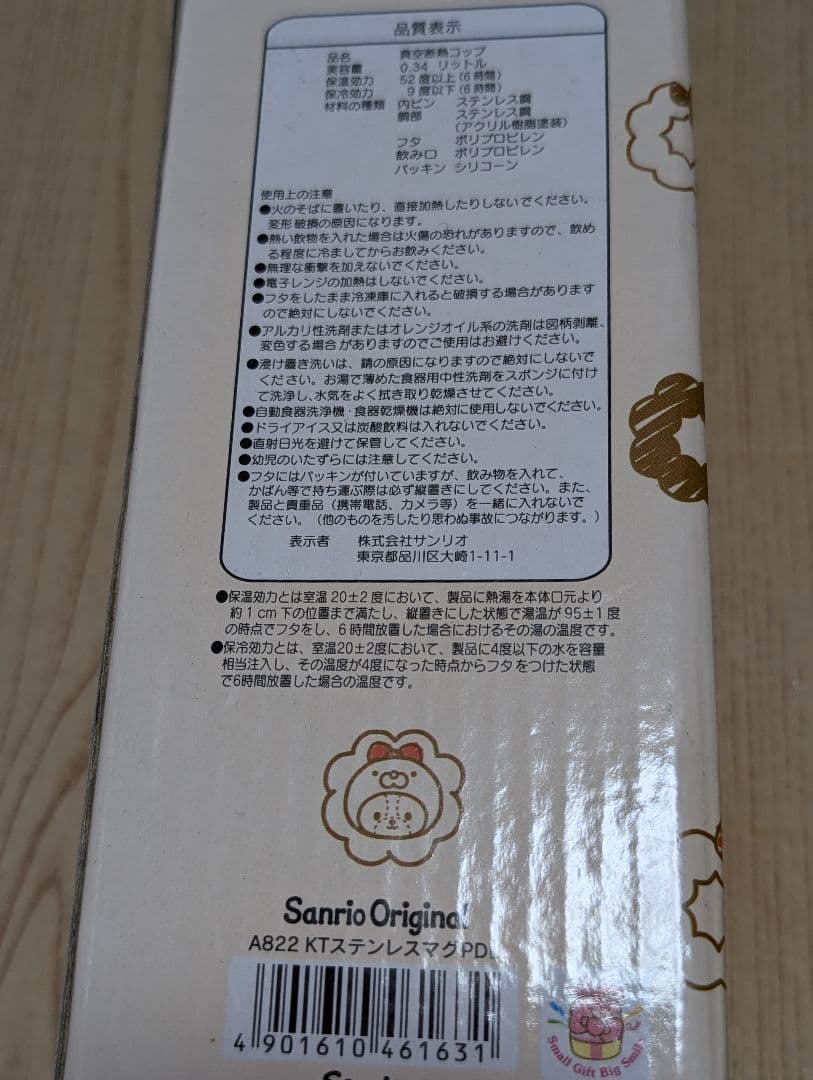 品質表示
品名 真空断熱コップ
実容量 0.34 リットル
保温効力 52 度以上(6時間)
保冷効力 9 度以下(6時間)
材料の種類 内ビン ステンレス鋼
胴部 ステンレス鋼
(アクリル樹脂塗装)
フタ ポリプロピレン
飲み口 ポリプロピレン
パッキン シリコーン
使用上の注意
●火のそばに置いたり、直接加熱したりしないでください。
変形破損の原因になります。
●熱い飲物を入れた場合は火傷の恐れがありますので、飲め
る程度に冷ましてからお飲みください。
●無理な衝撃を加えないでください。
●電子レンジの加熱はしないでください。
●フタをしたまま冷凍庫に入れると破損する場合があります
ので絶対にしないでください。
●アルカリ性洗剤またはオレンジオイル系の洗剤は図柄剥離、
変色する場合がありますのでご使用はお避けください。
●浸け置き洗いは、錆の原因になりますので絶対にしないで
ください。お湯で薄めた食器用中性洗剤をスポンジに付け
て洗浄し、水気をよく拭き取り乾燥させてください。
●自動食器洗浄機・食器乾燥機は絶対に使用しないでください。
●ドライアイス又は炭酸飲料は入れないでください。
●直射日光を避けて保管してください。
●幼児のいたずらには注意してください。
●フタにはパッキンが付いていますが、飲み物を入れて、
かばん等で持ち運ぶ際は必ず縦置きにしてください。また、
製品と貴重品(携帯電話、カメラ等)を一緒に入れないで
ください。(他のものを汚したり思わぬ事故につながります。)
表示者 株式会社サンリオ
東京都品川区大崎1-11-1
●保温効力とは室温 20±2 度において、製品に熱湯を本体口元より
約 1 cm 下の位置まで満たし、縦置きにした状態で湯温が 95±1 度
の時点でフタをし、6 時間放置した場合におけるその湯の温度です。
●保冷効力とは、室温20±2度において、製品に4度以下の水を容量
相当注入し、その温度が4度になった時点からフタをつけた状態
で6時間放置した場合の温度です。
Sanrio Original
A822 KTステンレスマグPD
4 901610 461631
Small Gift Big Smile